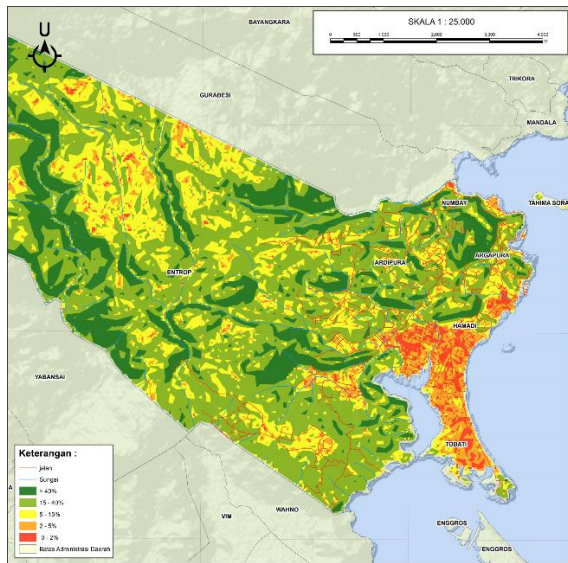 BAYANGKARA
SKALA 1 : 25.000
U
TRIKORA
GURABESI
MANDALA
NUMBAY
TAHIMA SORA
ARGAPURA
ARDIPURA
ENTROP
HAMADI
YABANSAI
TOBATI
Keterangan :
jalan
Sungai
> 40%
15 - 40%
5 - 15%
2 - 5%
0 - 2%
Batas Administrasi Daerah
WAHNO
VIM
ENGGROS
ENGGROS